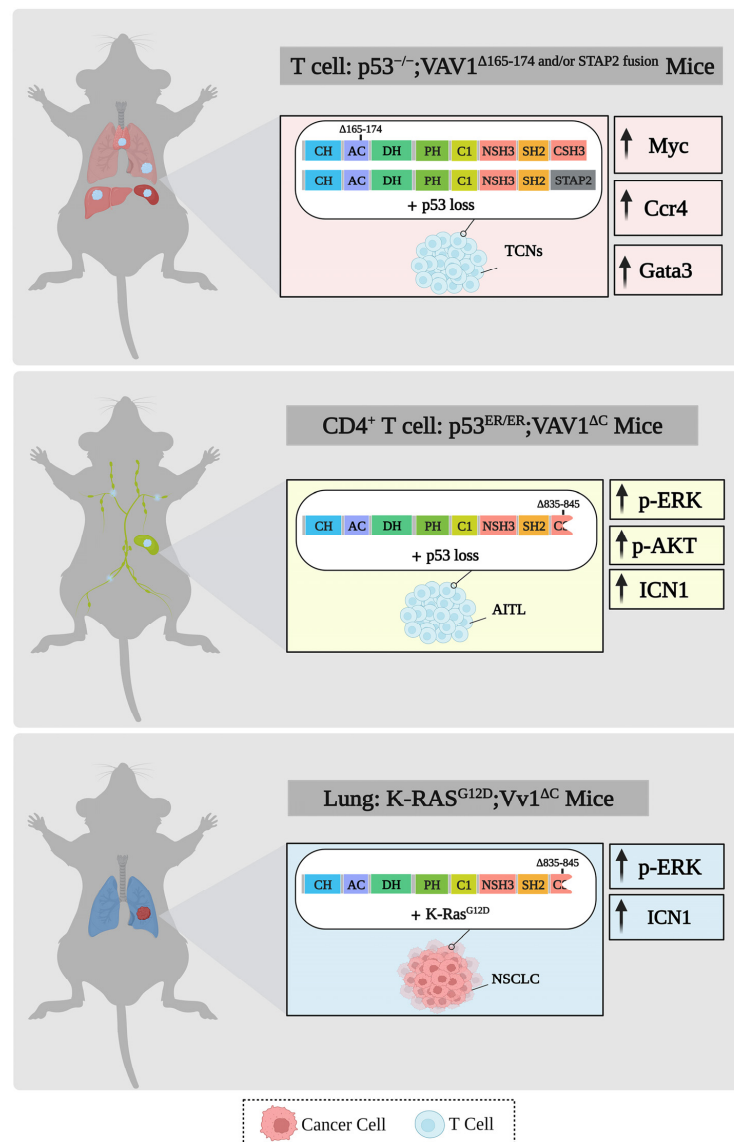 T cell: p53⁻/⁻;VAV1Δ165-174 and/or STAP2 fusion Mice
Δ165-174
CH AC DH PH C1 NSH3 SH2 CSH3
CH AC DH PH C1 NSH3 SH2 STAP2
+ p53 loss
TCNs
Myc
Ccr4
Gata3
CD4⁺ T cell: p53ER/ER;VAV1ΔC Mice
Δ835-845
CH AC DH PH C1 NSH3 SH2
+ p53 loss
AITL
p-ERK
p-AKT
ICN1
Lung: K-RASG12D;Vv1ΔC Mice
Δ835-845
CH AC DH PH C1 NSH3 SH2
+ K-RasG12D
NSCLC
p-ERK
ICN1
Cancer Cell T Cell